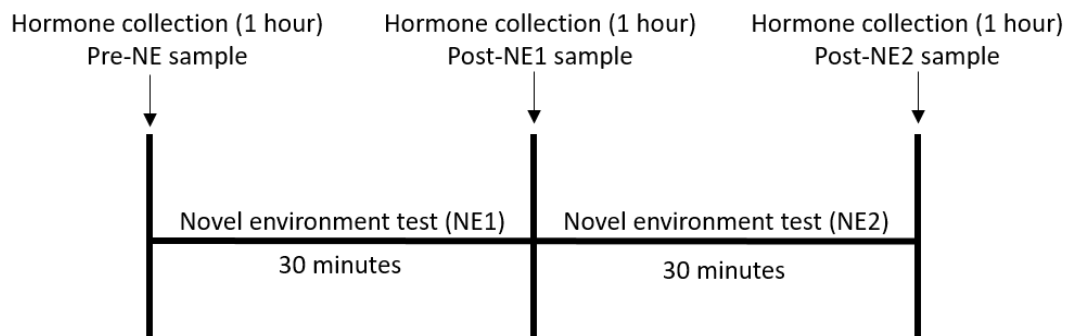 Hormone collection (1 hour)
Pre-NE sample
Hormone collection (1 hour)
Post-NE1 sample
Hormone collection (1 hour)
Post-NE2 sample
Novel environment test (NE1)
30 minutes
Novel environment test (NE2)
30 minutes